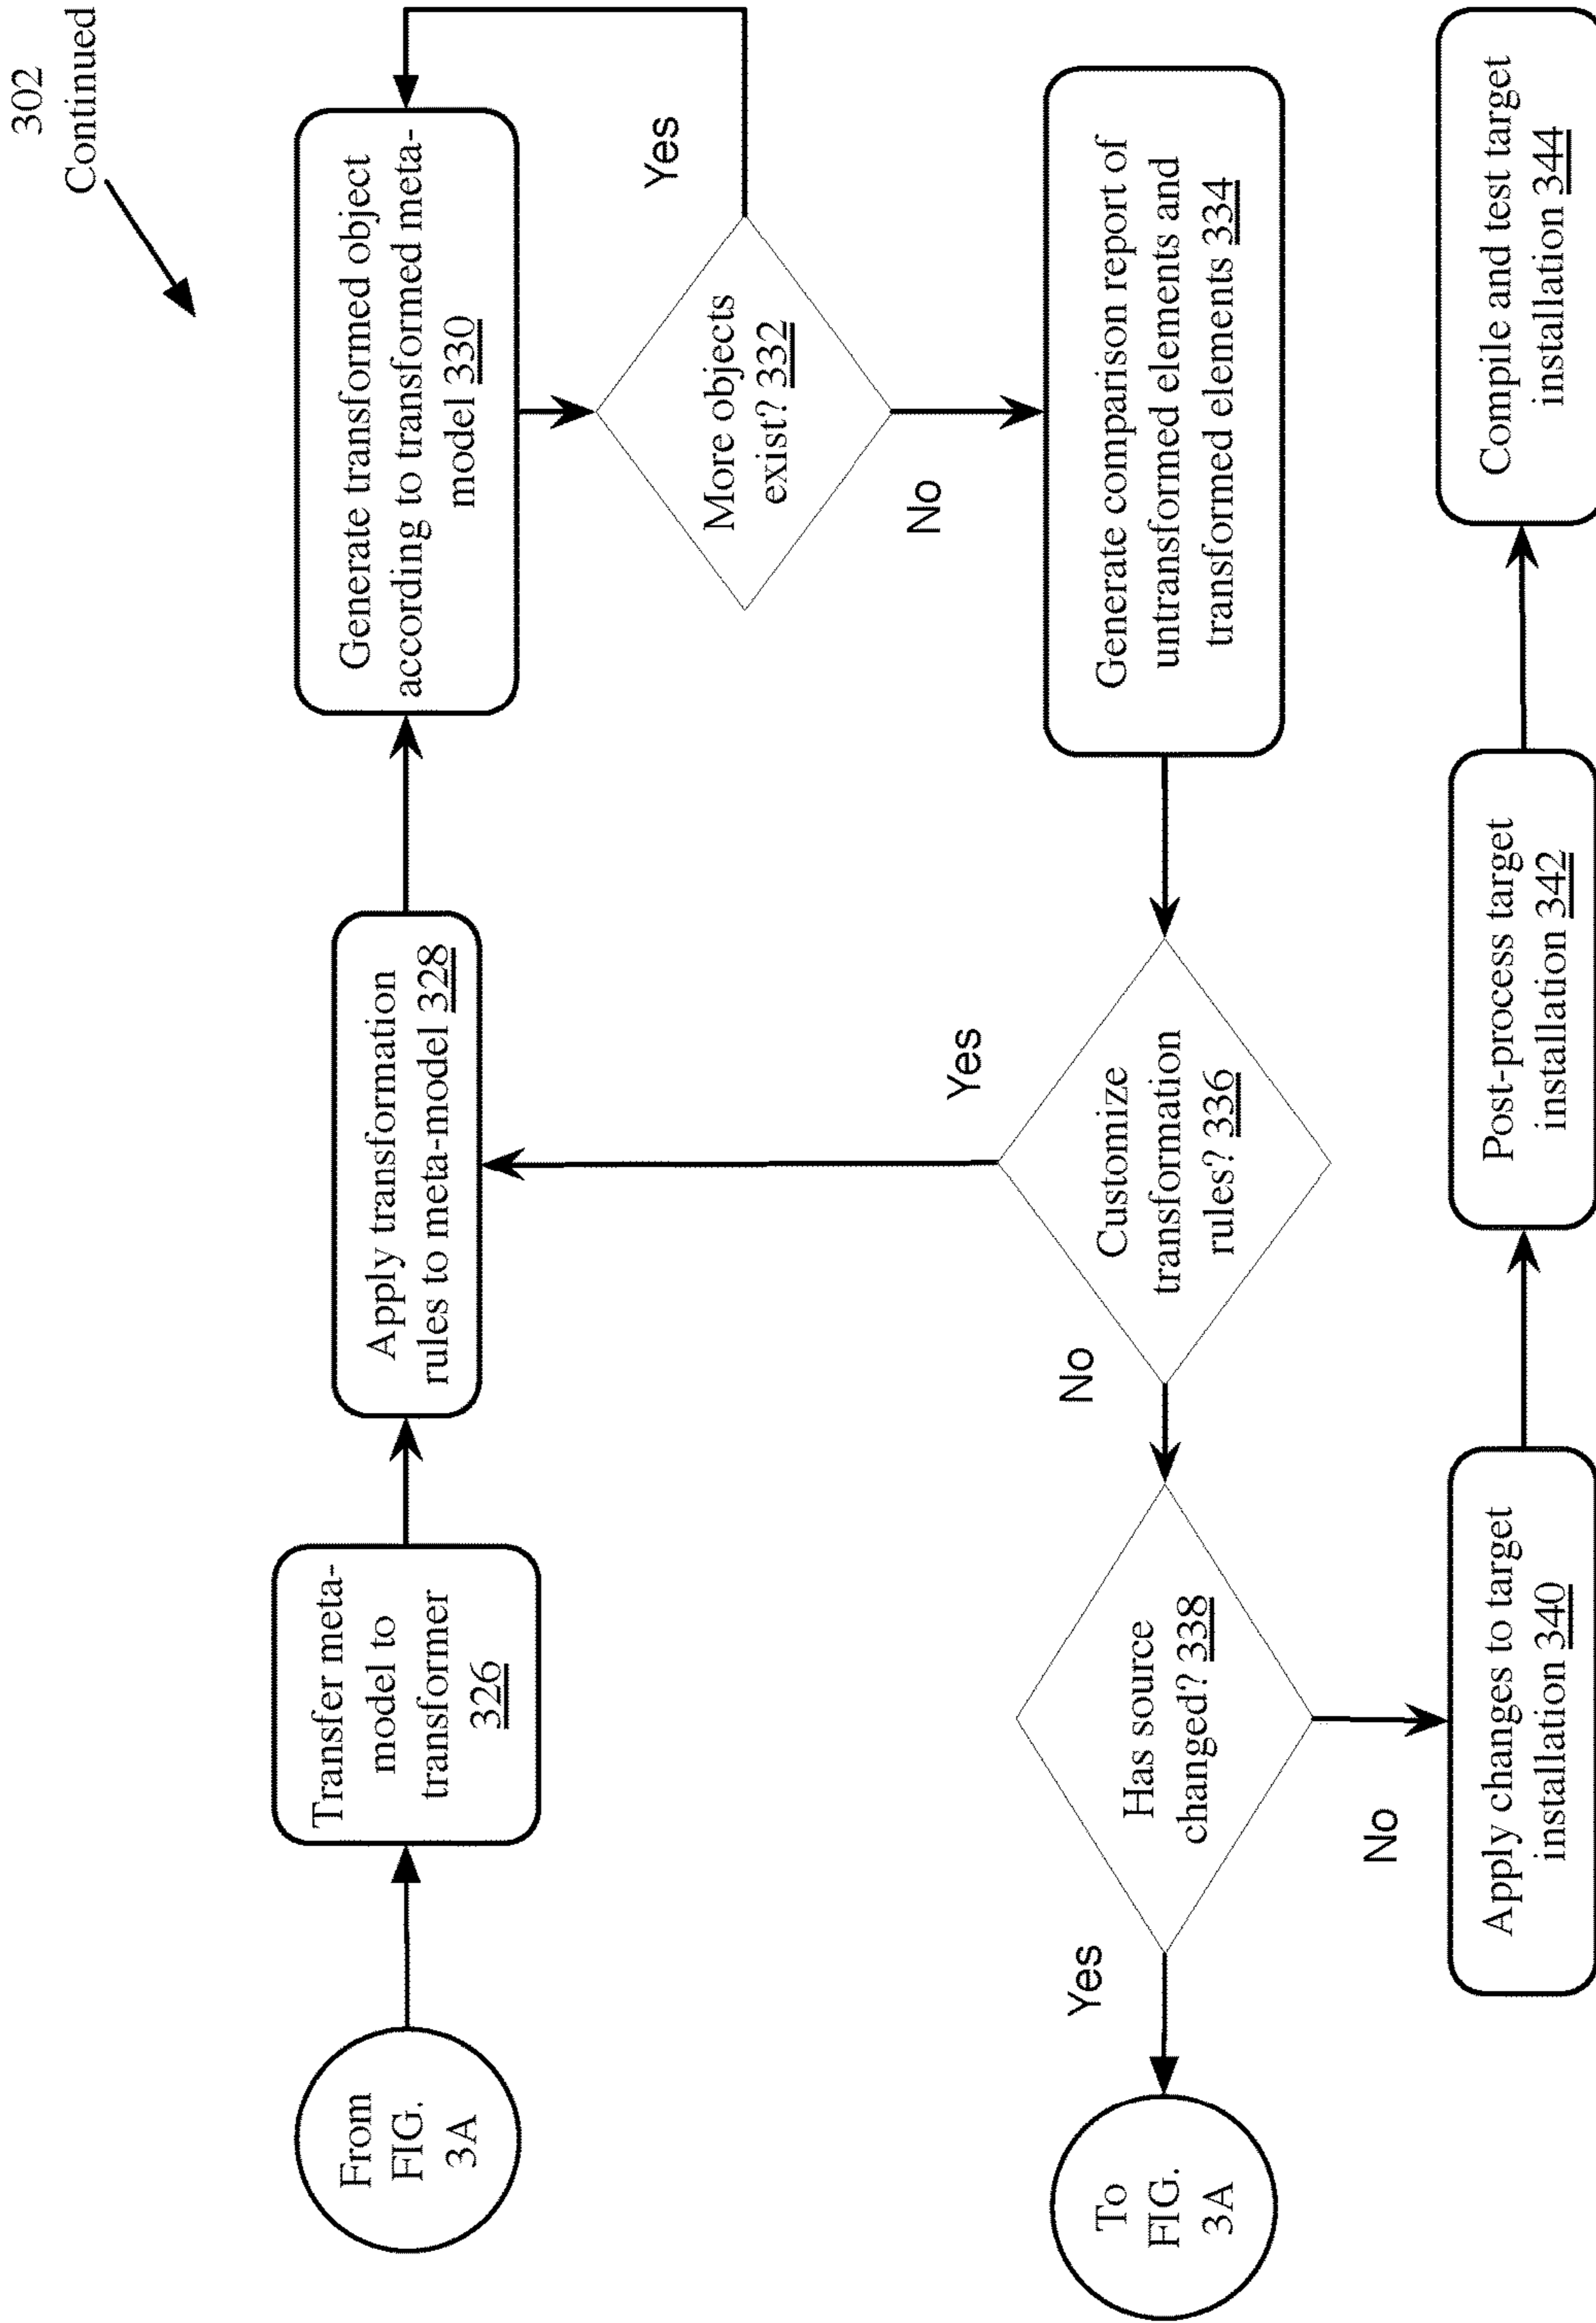 302
Continued
From
FIG.
3A
Transfer meta-
model to
transformer
326
Apply transformation
rules to meta-model 328
Generate transformed object
according to transformed meta-
model 330
More objects
exist? 332
Yes
No
Generate comparison report of
untransformed elements and
transformed elements 334
Customize
transformation
rules? 336
Yes
No
Has source
changed? 338
Yes
No
To
FIG.
3A
Apply changes to target
installation 340
Post-process target
installation 342
Compile and test target
installation 344